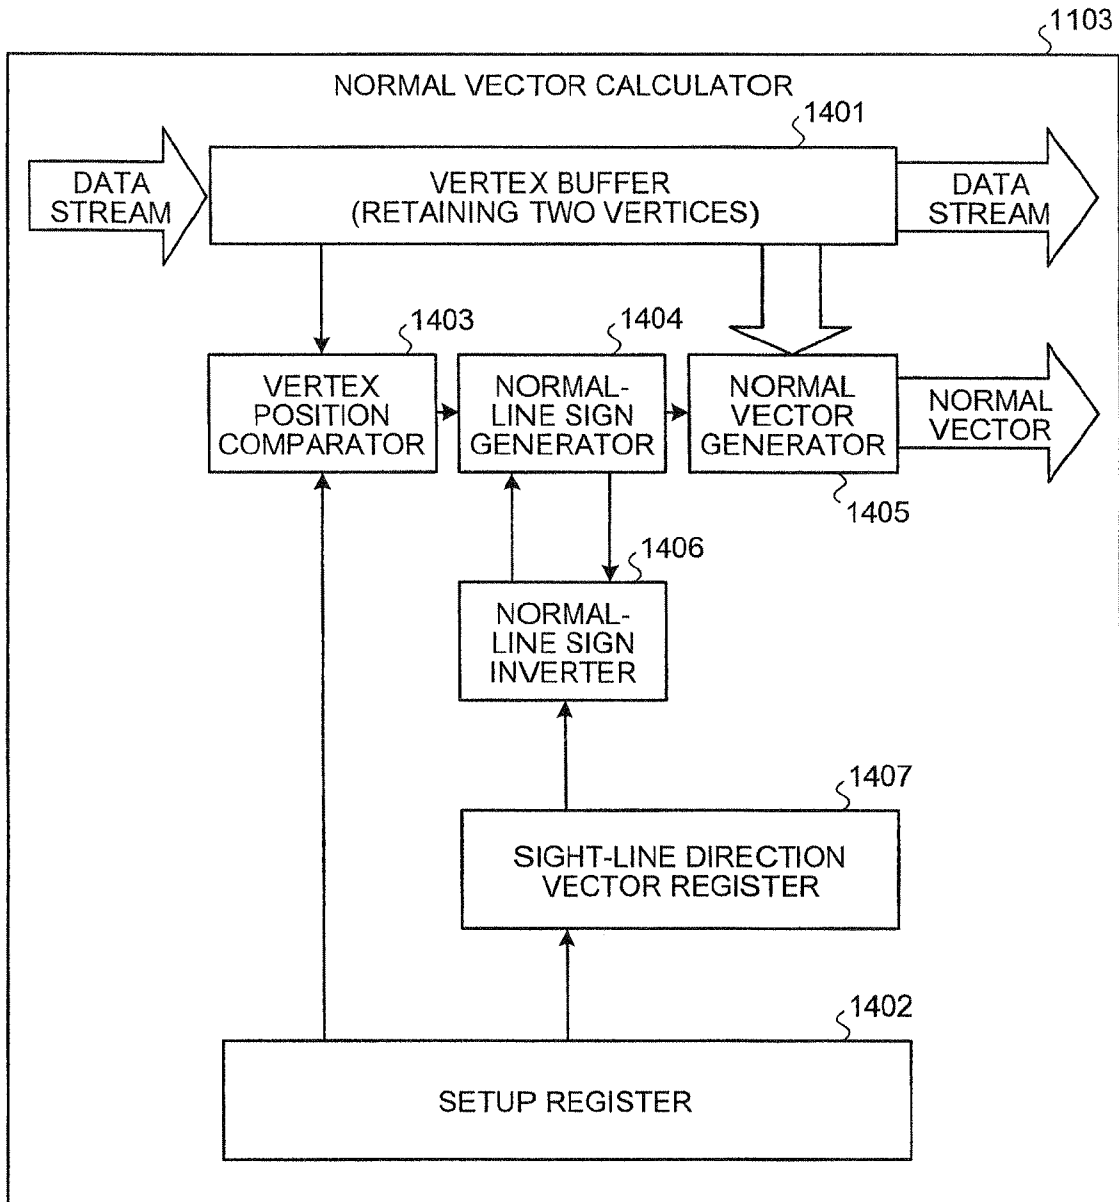 1103
NORMAL VECTOR CALCULATOR
1401
DATA
STREAM
VERTEX BUFFER
(RETAINING TWO VERTICES)
DATA
STREAM
1403
1404
VERTEX
POSITION
COMPARATOR
NORMAL-
LINE SIGN
GENERATOR
NORMAL
VECTOR
GENERATOR
NORMAL
VECTOR
1405
1406
NORMAL-
LINE SIGN
INVERTER
1407
SIGHT-LINE DIRECTION
VECTOR REGISTER
1402
SETUP REGISTER